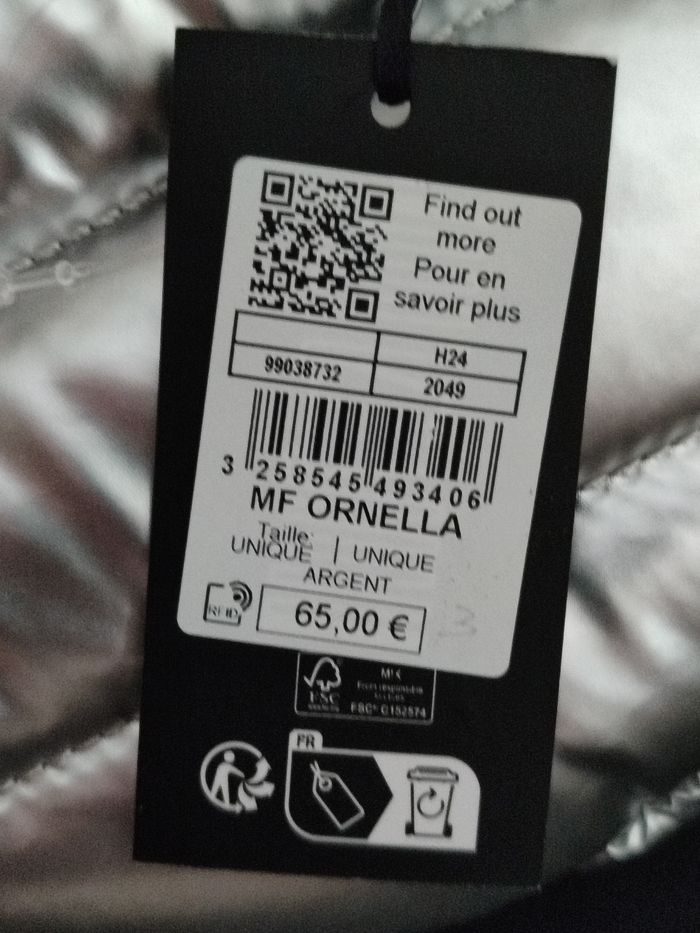 Find out
more
Pour en
savoir plus
H24
99038732 2049
3 258545 493406
MF ORNELLA
Taille:
UNIQUE | UNIQUE
ARGENT
RFID
65,00 €
FSC
FSC® C152574
FR